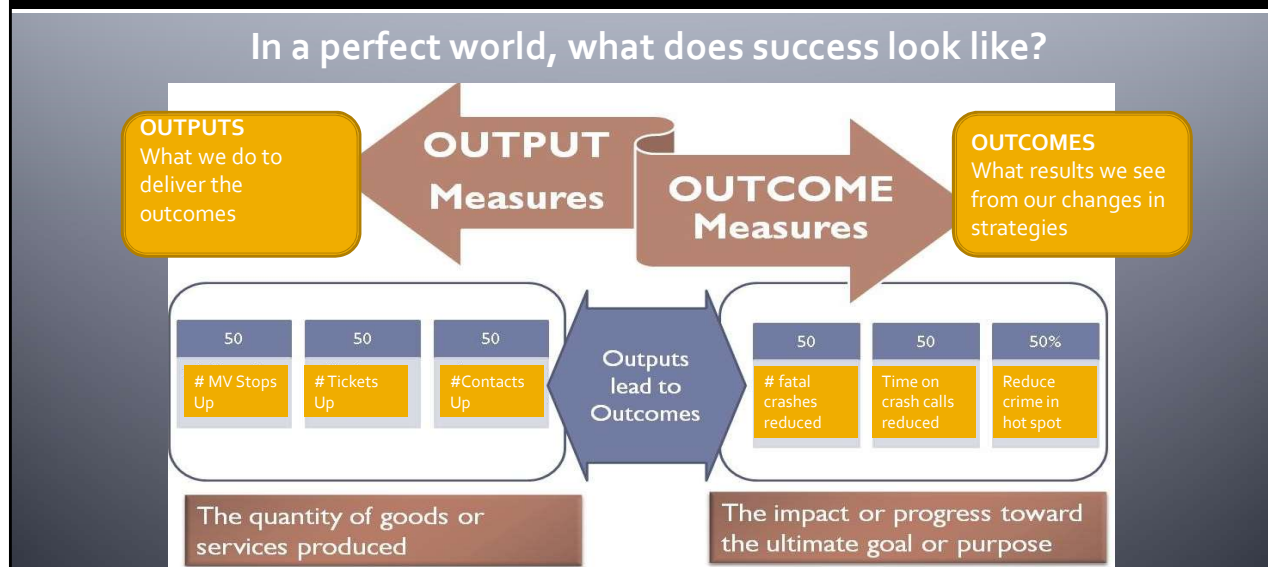 In a perfect world, what does success look like?
OUTPUTS
What we do to
deliver the
outcomes
OUTPUT
Measures
OUTCOME
Measures
OUTCOMES
What results we see
from our changes in
strategies
50
# MV Stops
Up
50
# Tickets
Up
50
#Contacts
Up
Outputs
lead to
Outcomes
50
# fatal
crashes
reduced
50
Time on
crash calls
reduced
50%
Reduce
crime in
hot spot
The quantity of goods or
services produced
The impact or progress toward
the ultimate goal or purpose